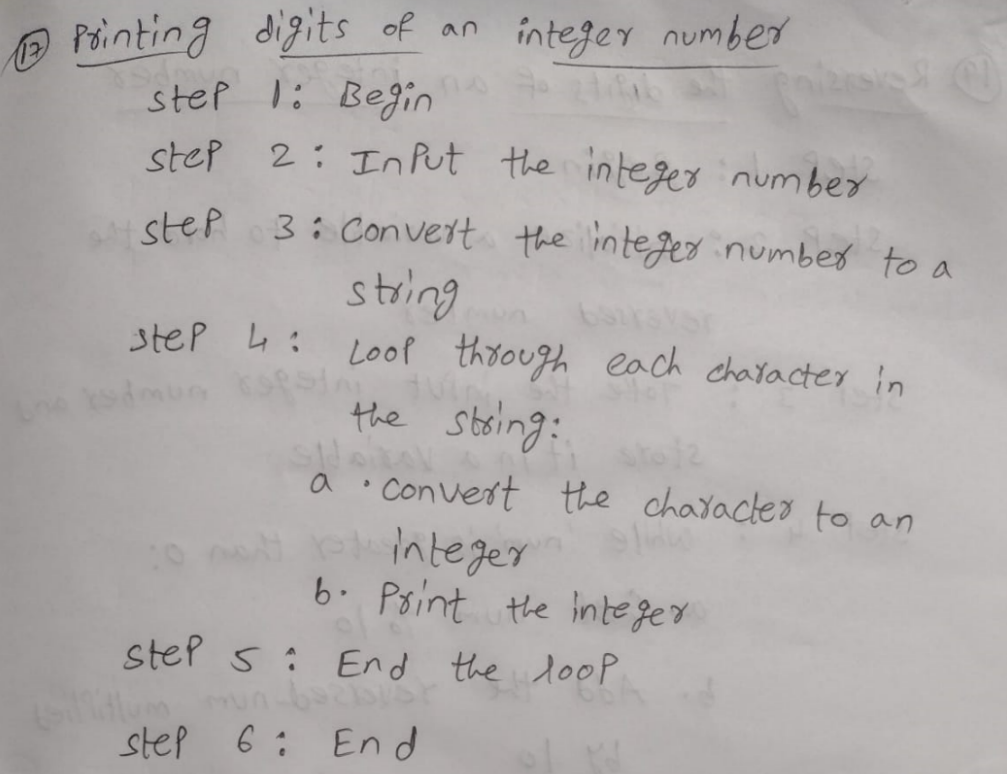 17 Printing digits of an integer number
step 1: Begin
step 2: Input the integer number
step 3: Convert the integer number to a
string
step 4: Loop through each character in
the string:
a. convert the character to an
integer
b. Print the integer
step 5: End the loop
step 6: End